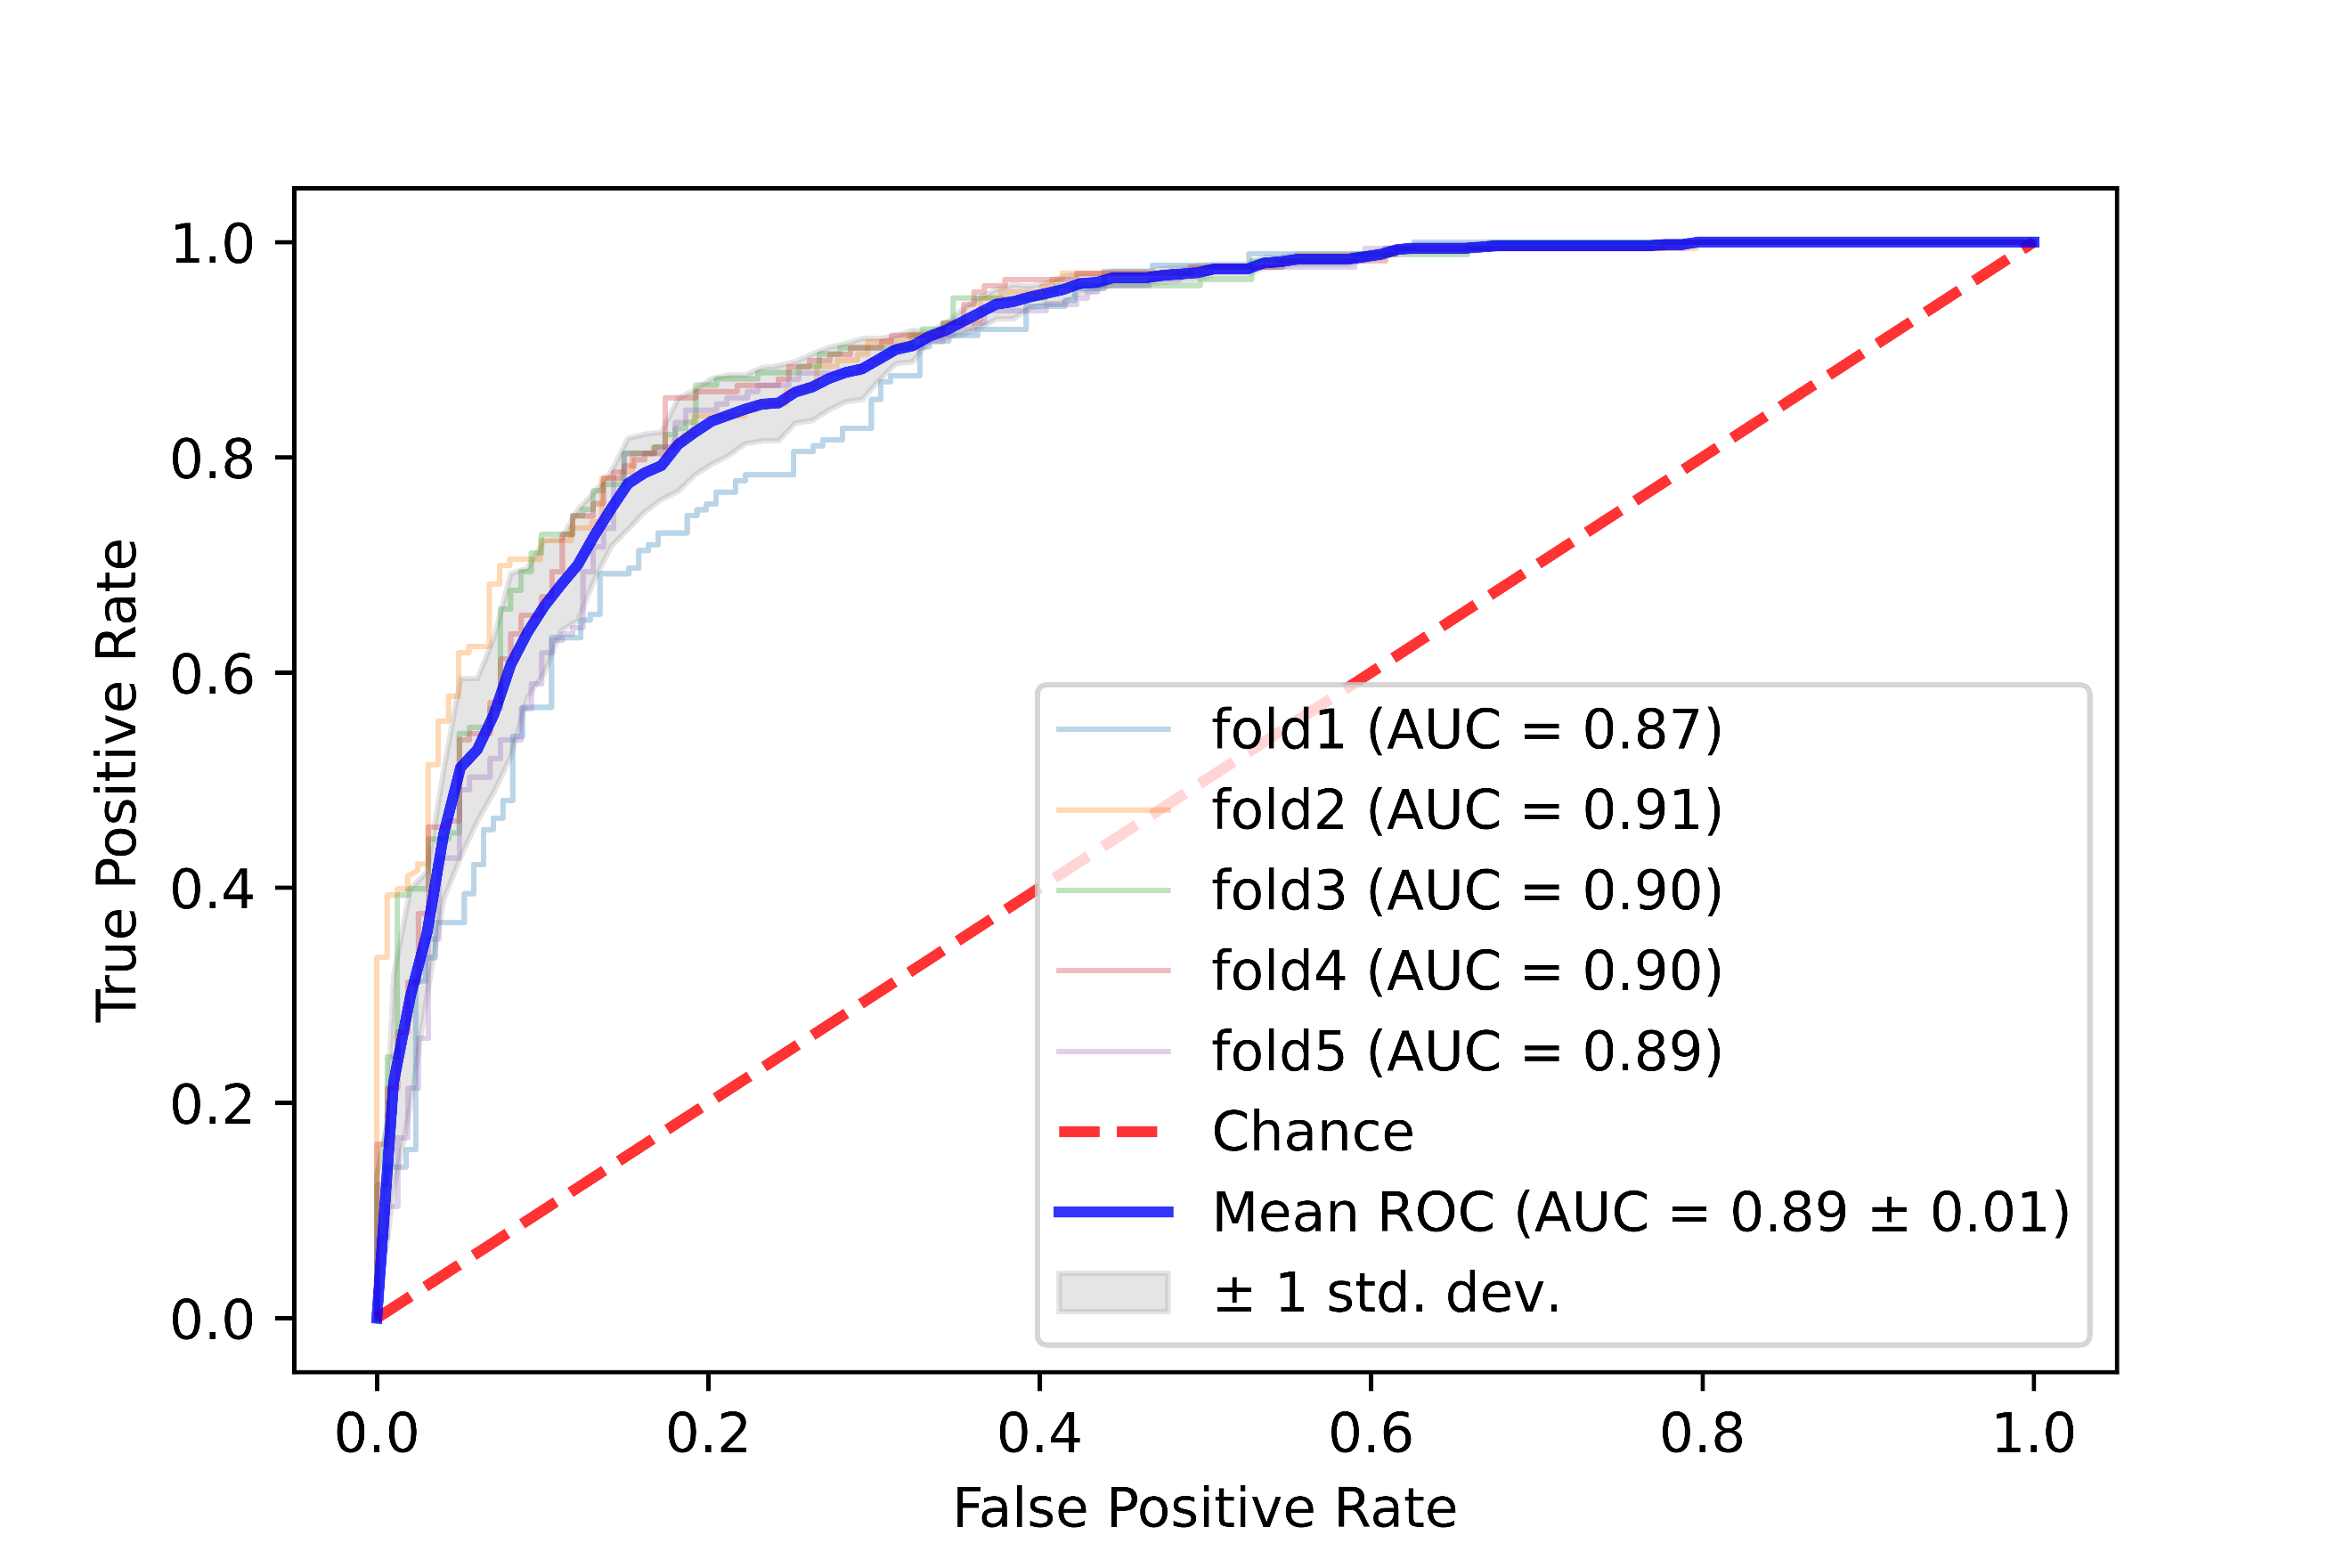 1.0
0.8
0.6
0.4
0.2
0.0
True Positive Rate
fold1 (AUC = 0.87)
fold2 (AUC = 0.91)
fold3 (AUC = 0.90)
fold4 (AUC = 0.90)
fold5 (AUC = 0.89)
Chance
Mean ROC (AUC = 0.89 ± 0.01)
± 1 std. dev.
0.0 0.2 0.4 0.6 0.8 1.0
False Positive Rate